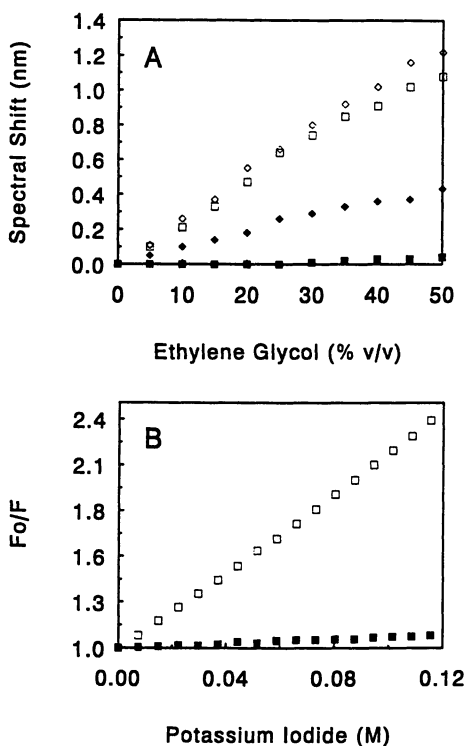 A
Spectral Shift (nm)
1.4
1.2
1.0
0.8
0.6
0.4
0.2
0.0
0 10 20 30 40 50
Ethylene Glycol (% v/v)
B
Fo/F
2.4
2.1
1.8
1.6
1.3
1.0
0.00 0.04 0.08 0.12
Potassium Iodide (M)